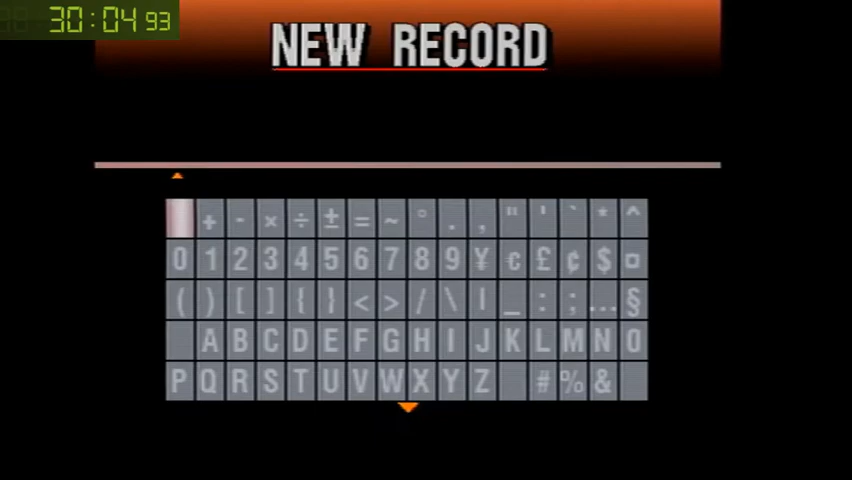 30:04 93
NEW RECORD
+ - × ÷ ± = ~ ° . , " ' ` * ^
0 1 2 3 4 5 6 7 8 9 ¥ € £ ¢ $ ¤
( ) [ ] { } < > / \ | _ : ; … §
A B C D E F G H I J K L M N O
P Q R S T U V W X Y Z # % &